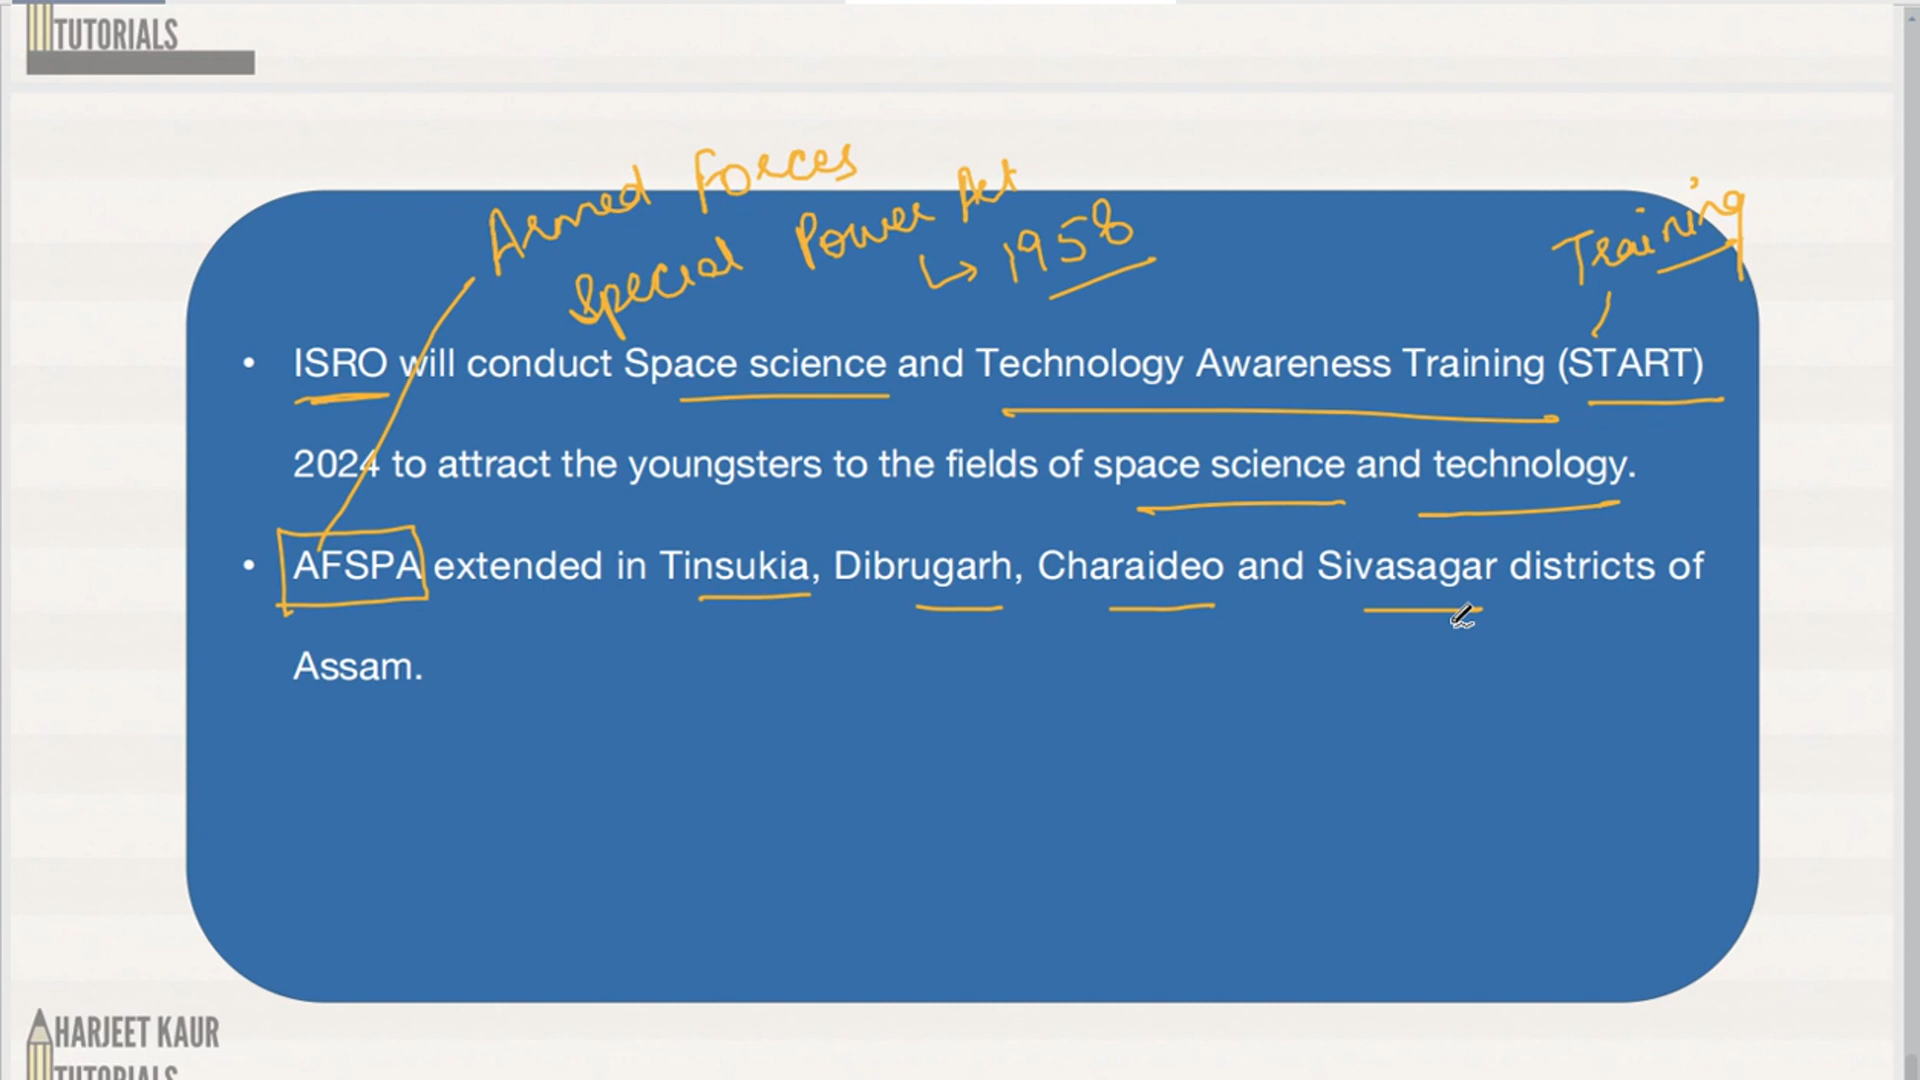 TUTORIALS
Armed Forces
Special Power Act
↳ 1958
Training
• ISRO will conduct Space science and Technology Awareness Training (START)
2024 to attract the youngsters to the fields of space science and technology.
• AFSPA extended in Tinsukia, Dibrugarh, Charaideo and Sivasagar districts of
Assam.
HARJEET KAUR
TUTORIALS